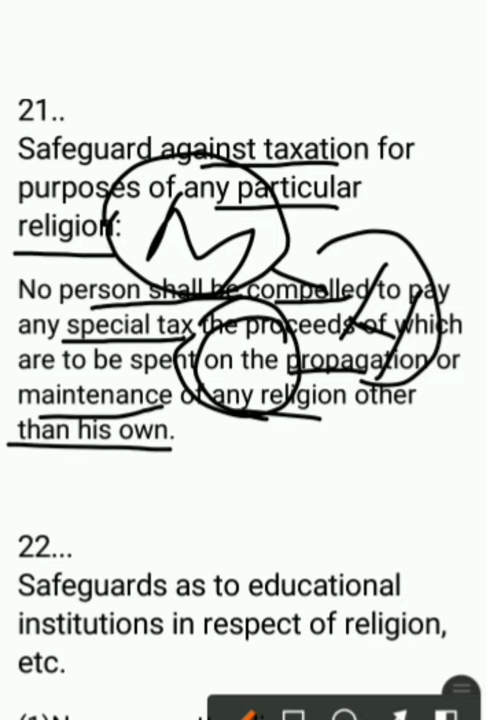 21..
Safeguard against taxation for
purposes of any particular
religion:
No person shall be compelled to pay
any special tax the proceeds of which
are to be spent on the propagation or
maintenance of any religion other
than his own.
22...
Safeguards as to educational
institutions in respect of religion,
etc.